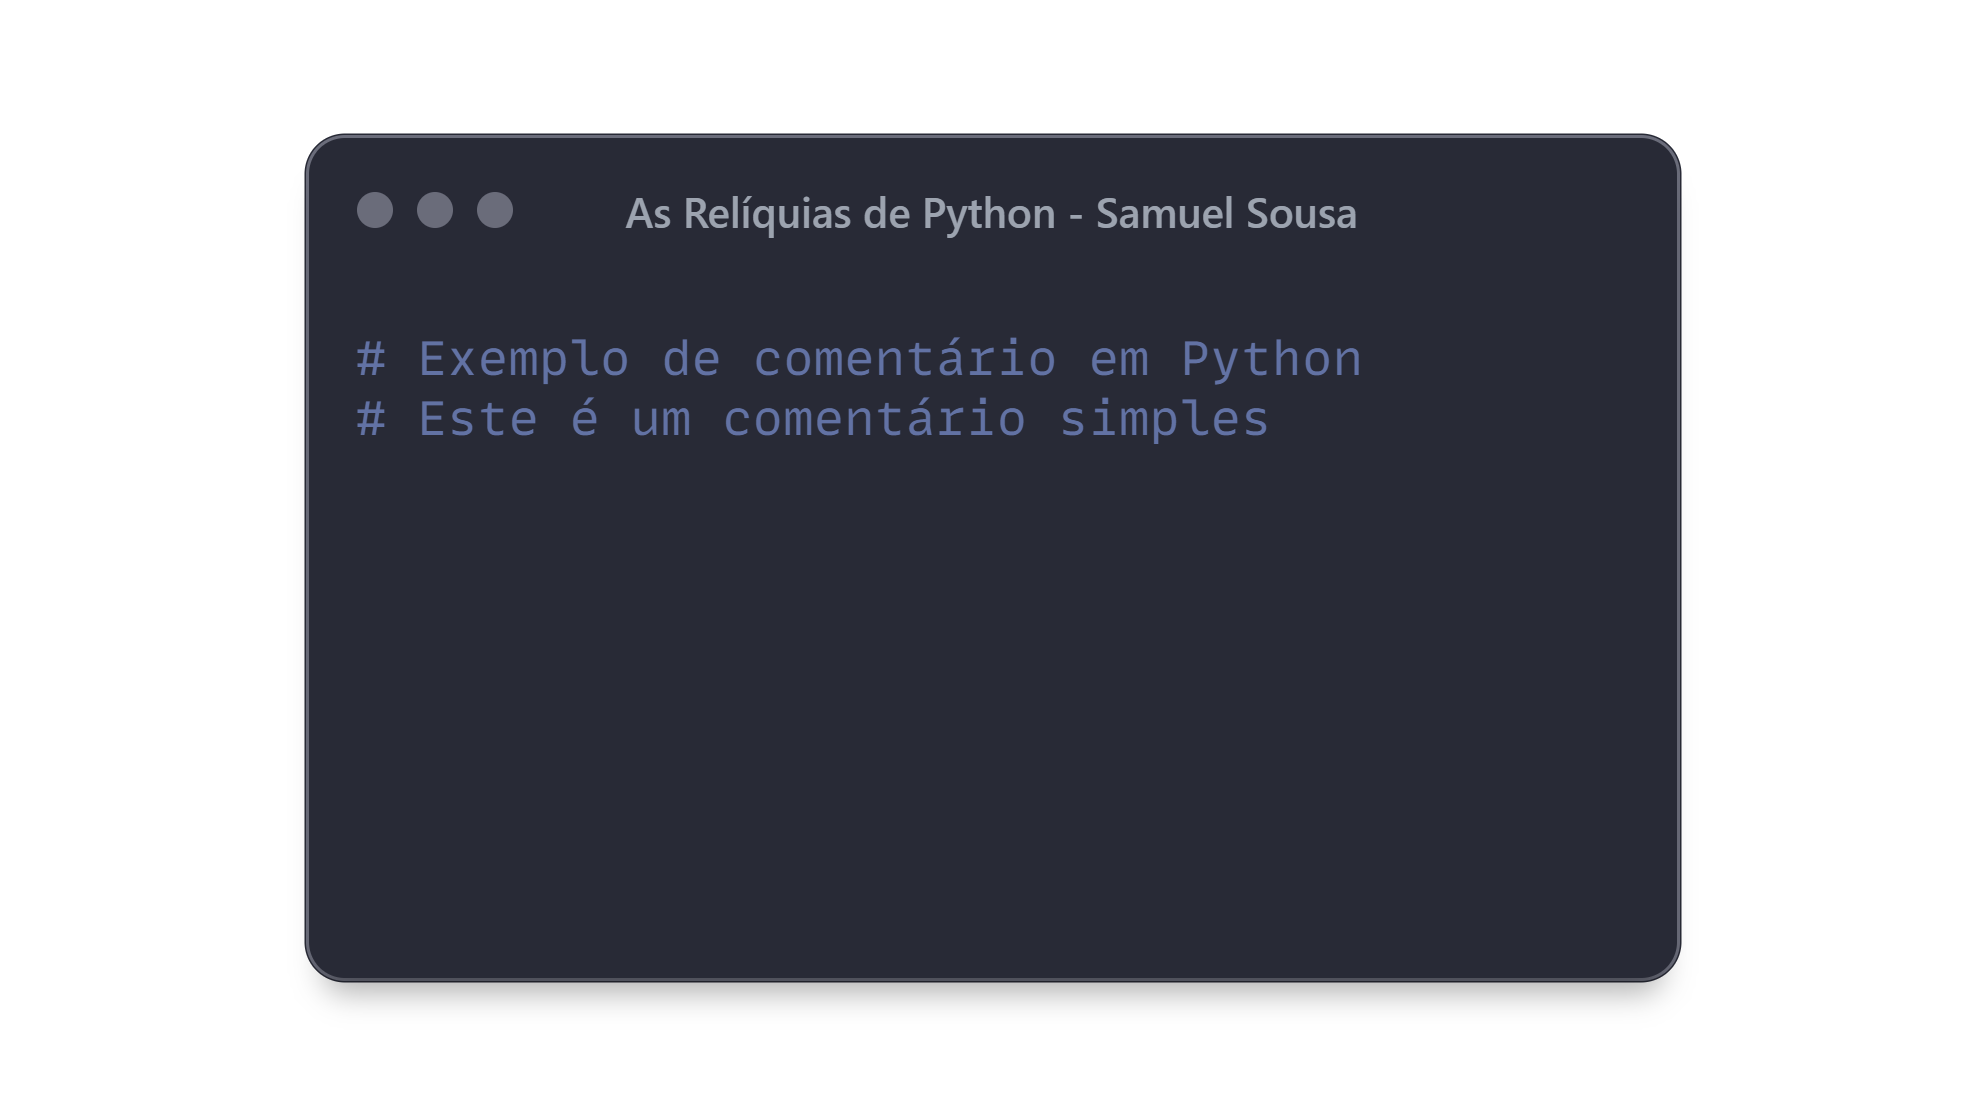 As Relíquias de Python - Samuel Sousa
# Exemplo de comentário em Python
# Este é um comentário simples